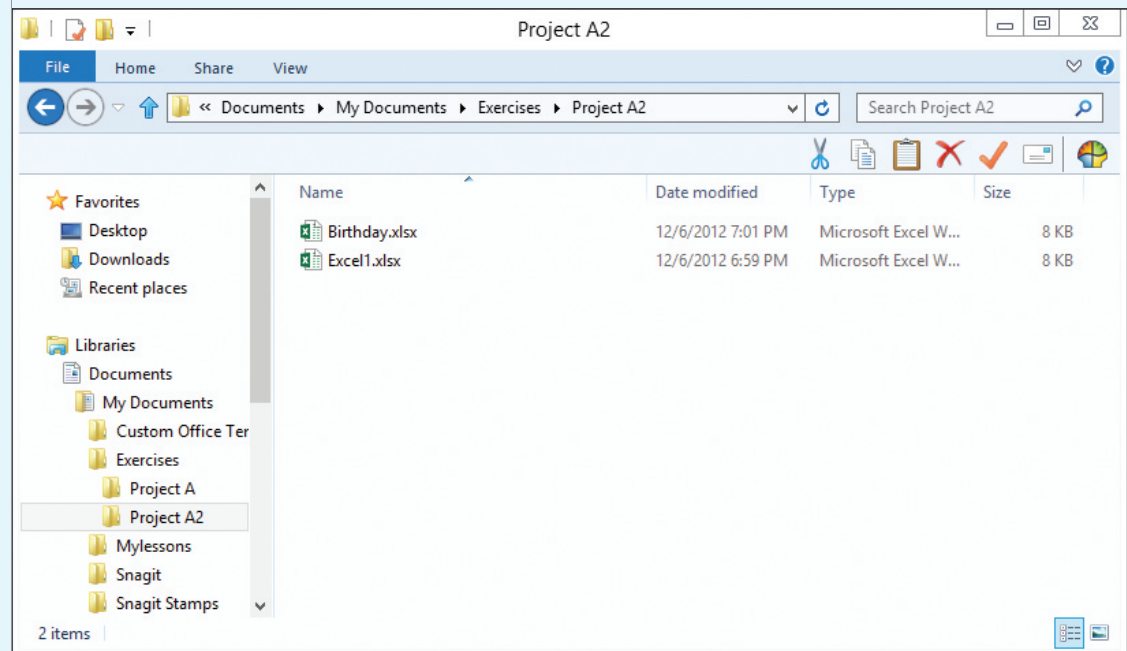 Project A2
File Home Share View
« Documents ▸ My Documents ▸ Exercises ▸ Project A2 Search Project A2
Name Date modified Type Size
Birthday.xlsx 12/6/2012 7:01 PM Microsoft Excel W... 8 KB
Excel1.xlsx 12/6/2012 6:59 PM Microsoft Excel W... 8 KB
Favorites
Desktop
Downloads
Recent places
Libraries
Documents
My Documents
Custom Office Ter
Exercises
Project A
Project A2
Mylessons
Snagit
Snagit Stamps
2 items